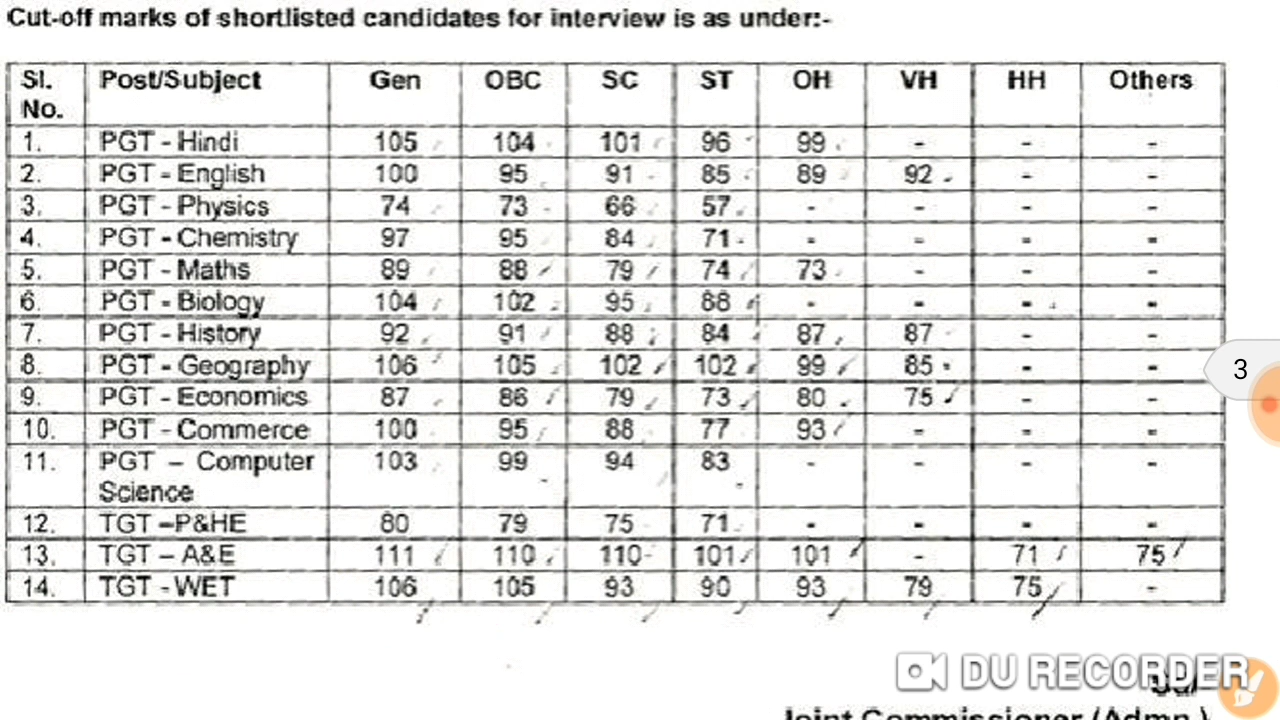 Cut-off marks of shortlisted candidates for interview is as under:-
Sl. No. Post/Subject Gen OBC SC ST OH VH HH Others
1. PGT - Hindi 105 104 101 96 99 - - -
2. PGT - English 100 95 91 85 89 92 - -
3. PGT - Physics 74 73 66 57 - - - -
4. PGT - Chemistry 97 95 84 71 - - - -
5. PGT - Maths 89 88 79 74 73 - - -
6. PGT - Biology 104 102 95 88 - - - -
7. PGT - History 92 91 88 84 87 87 - -
8. PGT - Geography 106 105 102 102 99 85 - -
9. PGT - Economics 87 86 79 73 80 75 - -
10. PGT - Commerce 100 95 88 77 93 - - -
11. PGT – Computer Science 103 99 94 83 - - - -
12. TGT –P&HE 80 79 75 71 - - - -
13. TGT – A&E 111 110 110 101 101 - 71 75
14. TGT - WET 106 105 93 90 93 79 75 -
3
DU RECORDER
Joint Commissioner (Admn.)